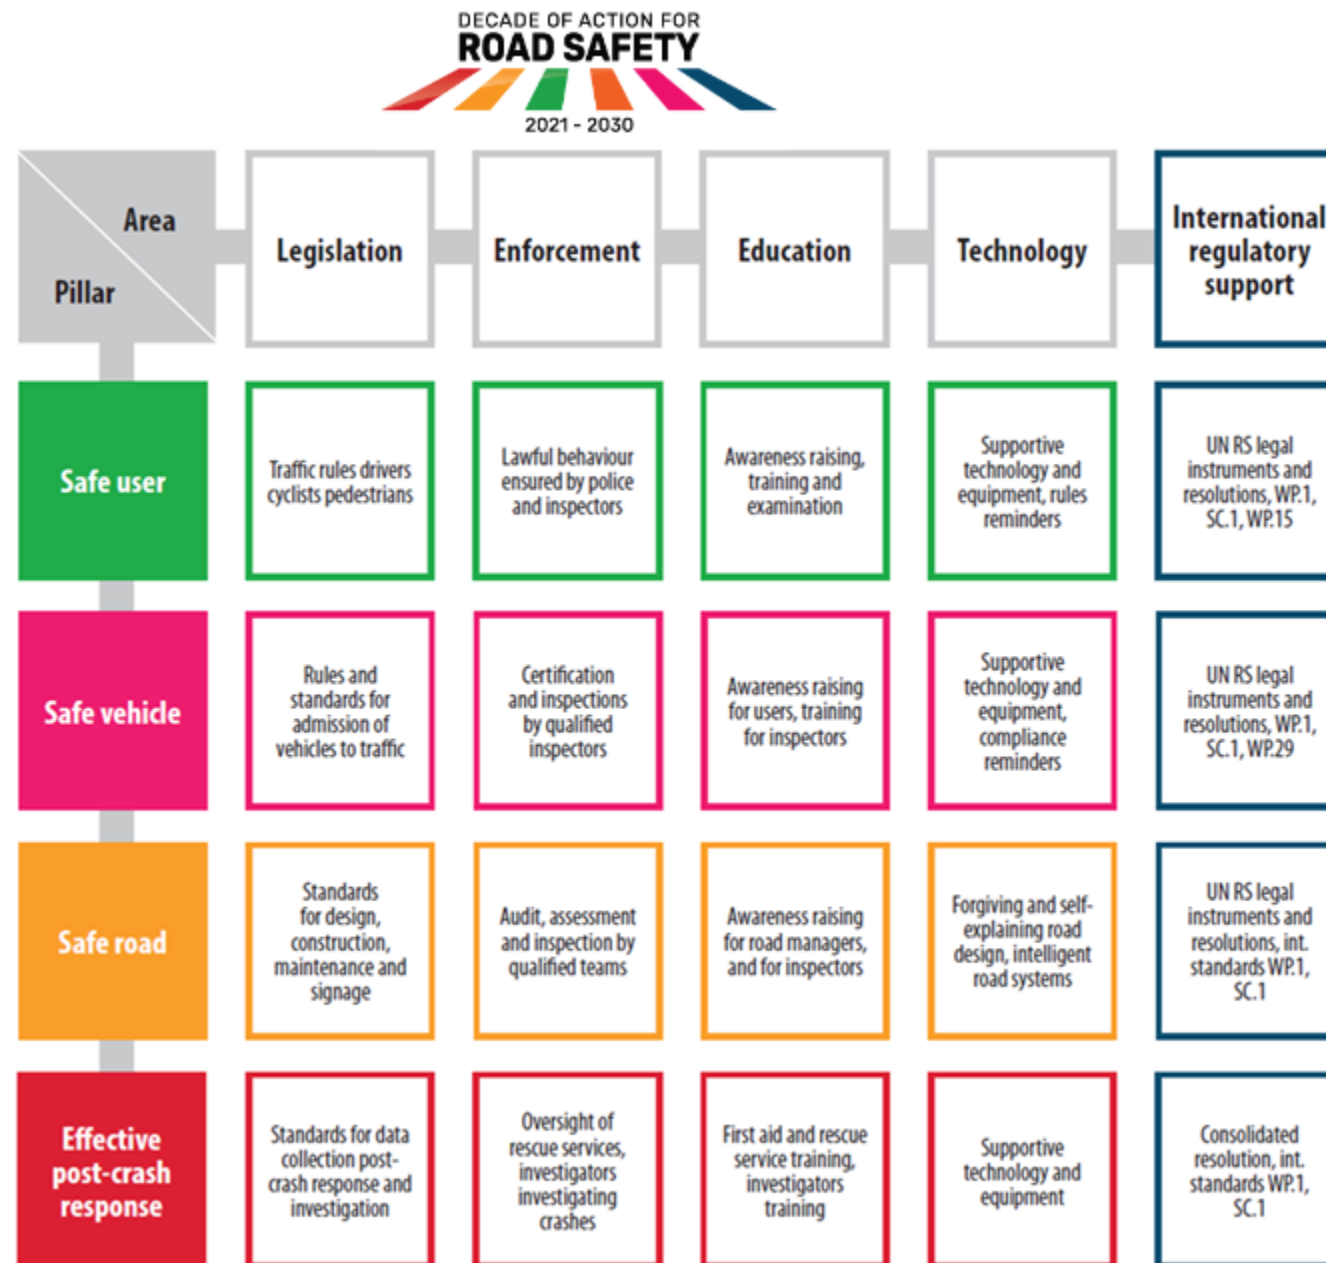 DECADE OF ACTION FOR
ROAD SAFETY
2021 - 2030
Area
Pillar
Legislation
Enforcement
Education
Technology
International
regulatory
support
Safe user
Traffic rules drivers
cyclists pedestrians
Lawful behaviour
ensured by police
and inspectors
Awareness raising,
training and
examination
Supportive
technology and
equipment, rules
reminders
UN RS legal
instruments and
resolutions, WP.1,
SC.1, WP.15
Safe vehicle
Rules and
standards for
admission of
vehicles to traffic
Certification
and inspections
by qualified
inspectors
Awareness raising
for users, training
for inspectors
Supportive
technology and
equipment,
compliance
reminders
UN RS legal
instruments and
resolutions, WP.1,
SC.1, WP.29
Safe road
Standards
for design,
construction,
maintenance and
signage
Audit, assessment
and inspection by
qualified teams
Awareness raising
for road managers,
and for inspectors
Forgiving and self-
explaining road
design, intelligent
road systems
UN RS legal
instruments and
resolutions, int.
standards WP.1,
SC.1
Effective
post-crash
response
Standards for data
collection post-
crash response and
investigation
Oversight of
rescue services,
investigators
investigating
crashes
First aid and rescue
service training,
investigators
training
Supportive
technology and
equipment
Consolidated
resolution, int.
standards WP.1,
SC.1